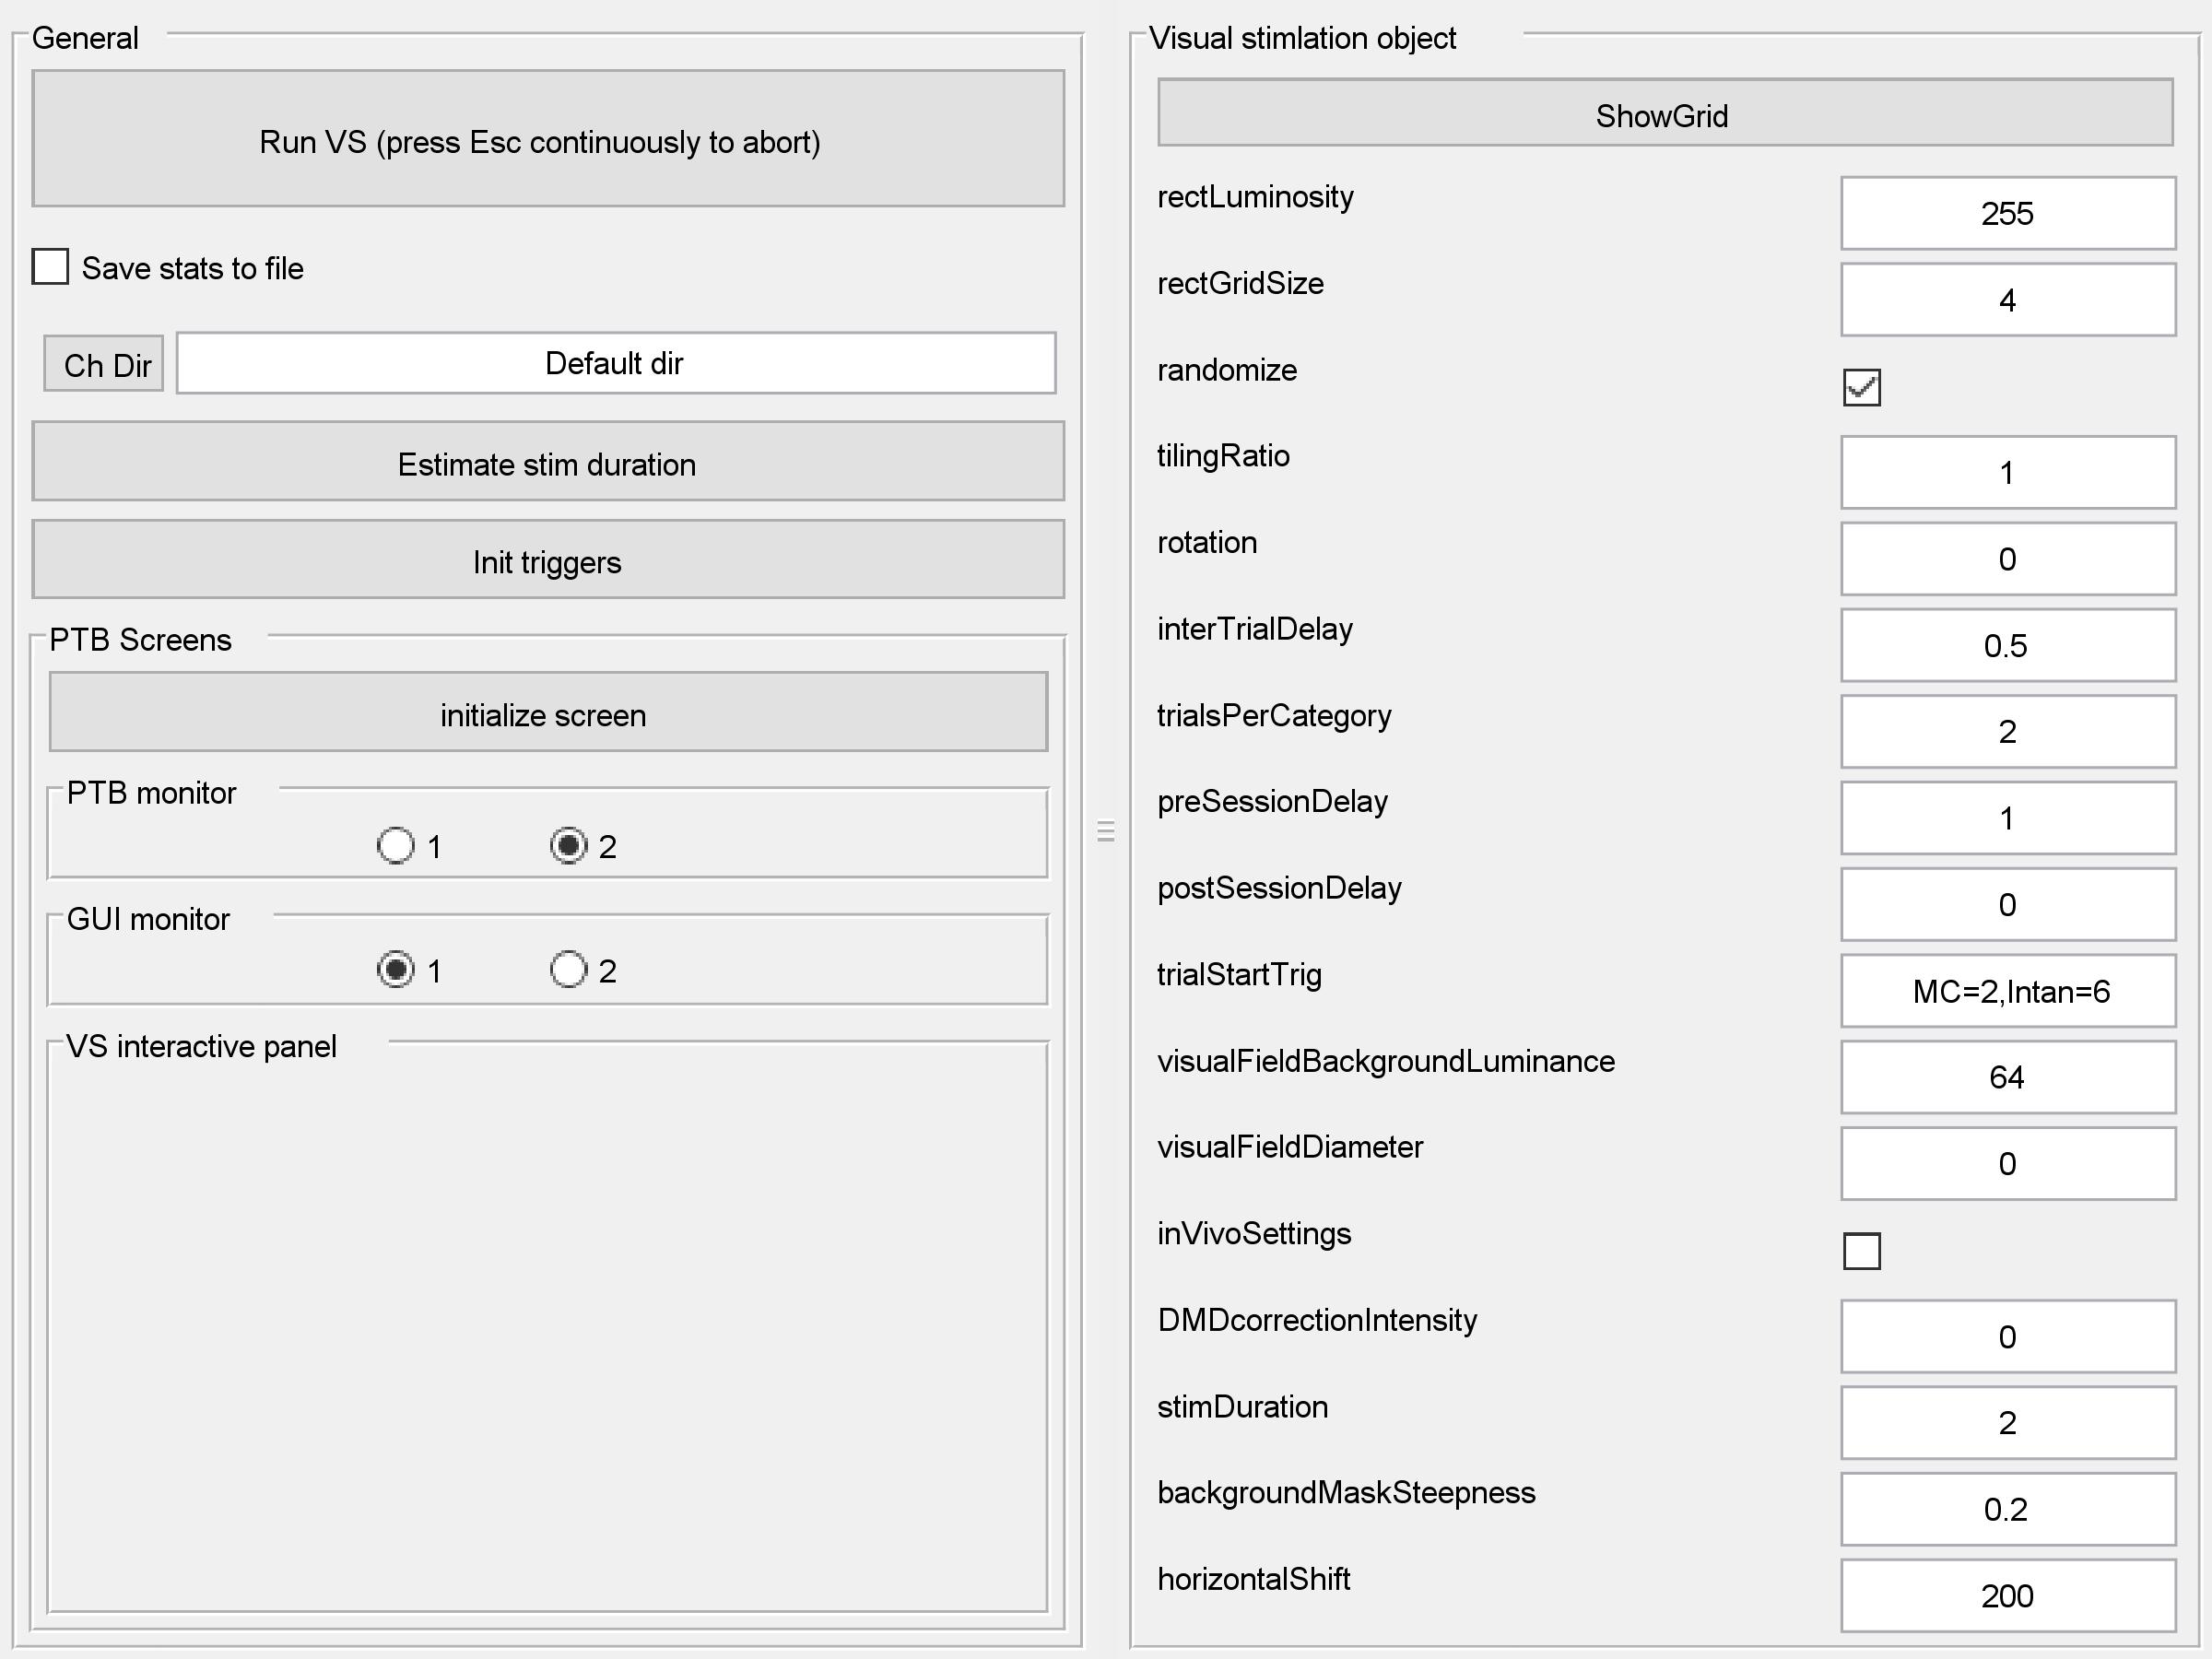 General
Run VS (press Esc continuously to abort)
Save stats to file
Ch Dir
Default dir
Estimate stim duration
Init triggers
PTB Screens
initialize screen
PTB monitor
1 2
GUI monitor
1 2
VS interactive panel
Visual stimlation object
ShowGrid
rectLuminosity 255
rectGridSize 4
randomize
tilingRatio 1
rotation 0
interTrialDelay 0.5
trialsPerCategory 2
preSessionDelay 1
postSessionDelay 0
trialStartTrig MC=2,Intan=6
visualFieldBackgroundLuminance 64
visualFieldDiameter 0
inVivoSettings
DMDcorrectionIntensity 0
stimDuration 2
backgroundMaskSteepness 0.2
horizontalShift 200